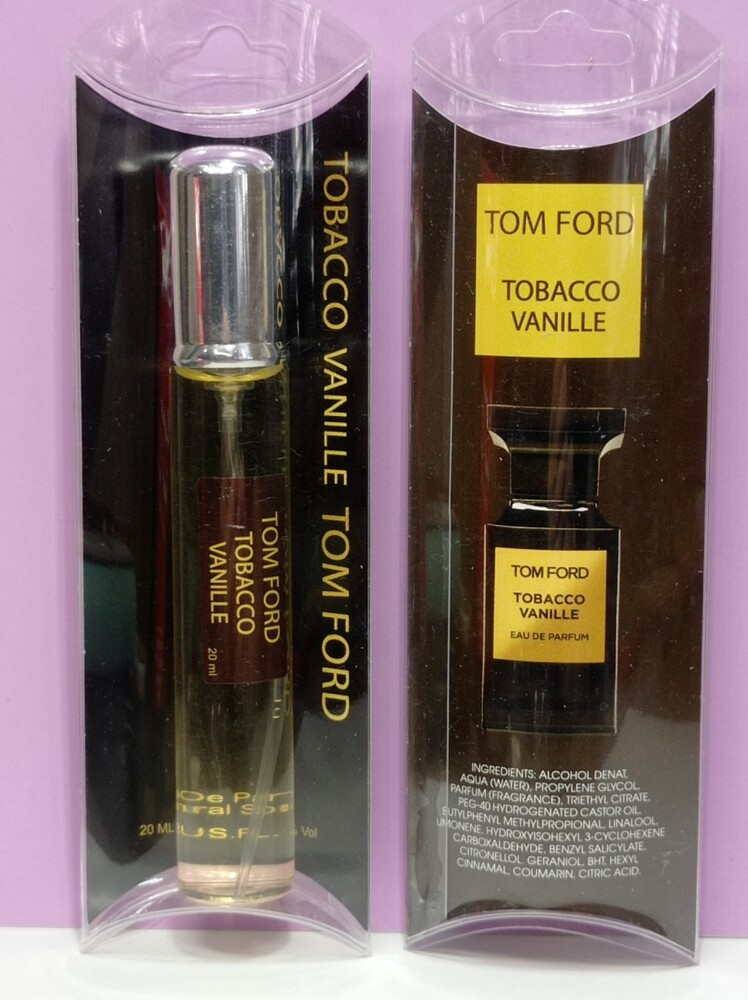 TOBACCO VANILLE TOM FORD
TOM FORD
TOBACCO
VANILLE
20 ml
20 ML
Vol
TOM FORD
TOBACCO
VANILLE
TOM FORD
TOBACCO
VANILLE
EAU DE PARFUM
INGREDIENTS: ALCOHOL DENAT,
AQUA (WATER), PROPYLENE GLYCOL,
PARFUM (FRAGRANCE), TRIETHYL CITRATE,
PEG-40 HYDROGENATED CASTOR OIL,
BUTYLPHENYL METHYLPROPIONAL, LINALOOL,
LIMONENE, HYDROXYISOHEXYL 3-CYCLOHEXENE
CARBOXALDEHYDE, BENZYL SALICYLATE,
CITRONELLOL, GERANIOL, BHT, HEXYL
CINNAMAL, COUMARIN, CITRIC ACID.